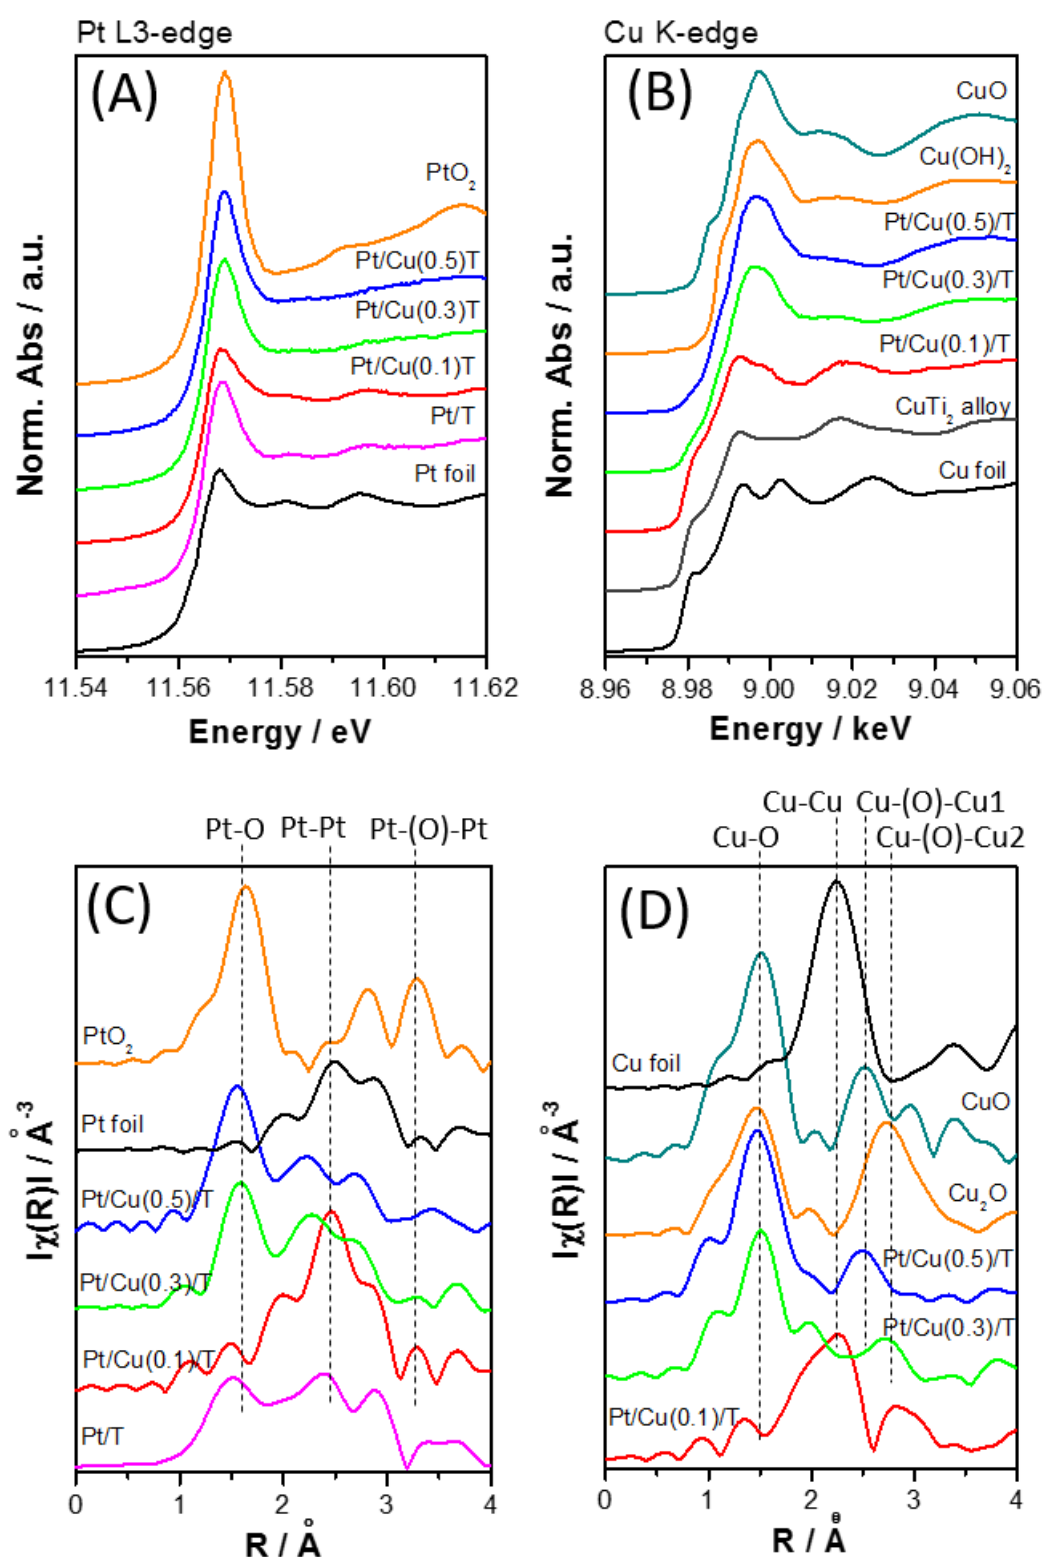 Pt L3-edge
(A)
PtO2
Pt/Cu(0.5)T
Pt/Cu(0.3)T
Pt/Cu(0.1)T
Pt/T
Pt foil
Norm. Abs / a.u.
11.54 11.56 11.58 11.60 11.62
Energy / eV
Cu K-edge
(B)
CuO
Cu(OH)2
Pt/Cu(0.5)/T
Pt/Cu(0.3)/T
Pt/Cu(0.1)/T
CuTi2 alloy
Cu foil
Norm. Abs / a.u.
8.96 8.98 9.00 9.02 9.04 9.06
Energy / keV
Pt-O Pt-Pt Pt-(O)-Pt
(C)
PtO2
Pt foil
Pt/Cu(0.5)/T
Pt/Cu(0.3)/T
Pt/Cu(0.1)/T
Pt/T
Iχ(R)I / Å-3
0 1 2 3 4
R / Å
Cu-Cu Cu-(O)-Cu1
Cu-O Cu-(O)-Cu2
(D)
Cu foil
CuO
Cu2O
Pt/Cu(0.5)/T
Pt/Cu(0.3)/T
Pt/Cu(0.1)/T
Iχ(R)I / Å-3
0 1 2 3 4
R / Å